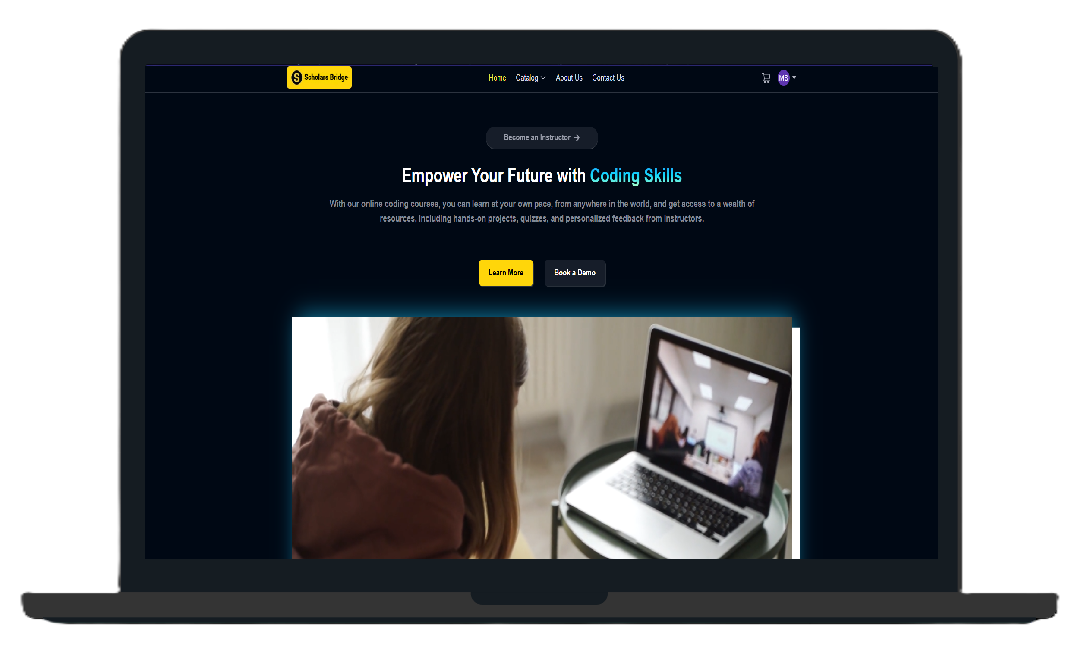 S Scholars Bridge
Home Catalog About Us Contact Us
MB
Become an Instructor →
Empower Your Future with Coding Skills
With our online coding courses, you can learn at your own pace, from anywhere in the world, and get access to a wealth of
resources, including hands-on projects, quizzes, and personalized feedback from instructors.
Learn More Book a Demo